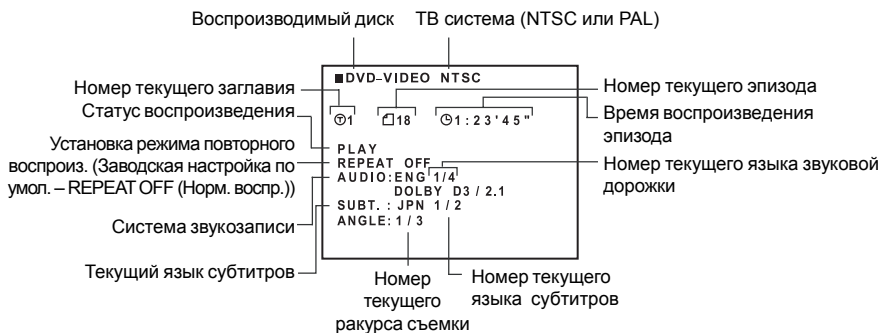 Воспроизводимый диск
ТВ система (NTSC или PAL)
Номер текущего заглавия
Статус воспроизведения
Установка режима повторного
воспроиз. (Заводская настройка по
умол. – REPEAT OFF (Норм. воспр.))
Система звукозаписи
Текущий язык субтитров
DVD–VIDEO NTSC
T1 18 1:23'45"
PLAY
REPEAT OFF
AUDIO:ENG 1/4
DOLBY D3/2.1
SUBT. : JPN 1/2
ANGLE: 1/3
Номер текущего эпизода
Время воспроизведения
эпизода
Номер текущего языка звуковой
дорожки
Номер
текущего
ракурса съемки
Номер текущего
языка субтитров